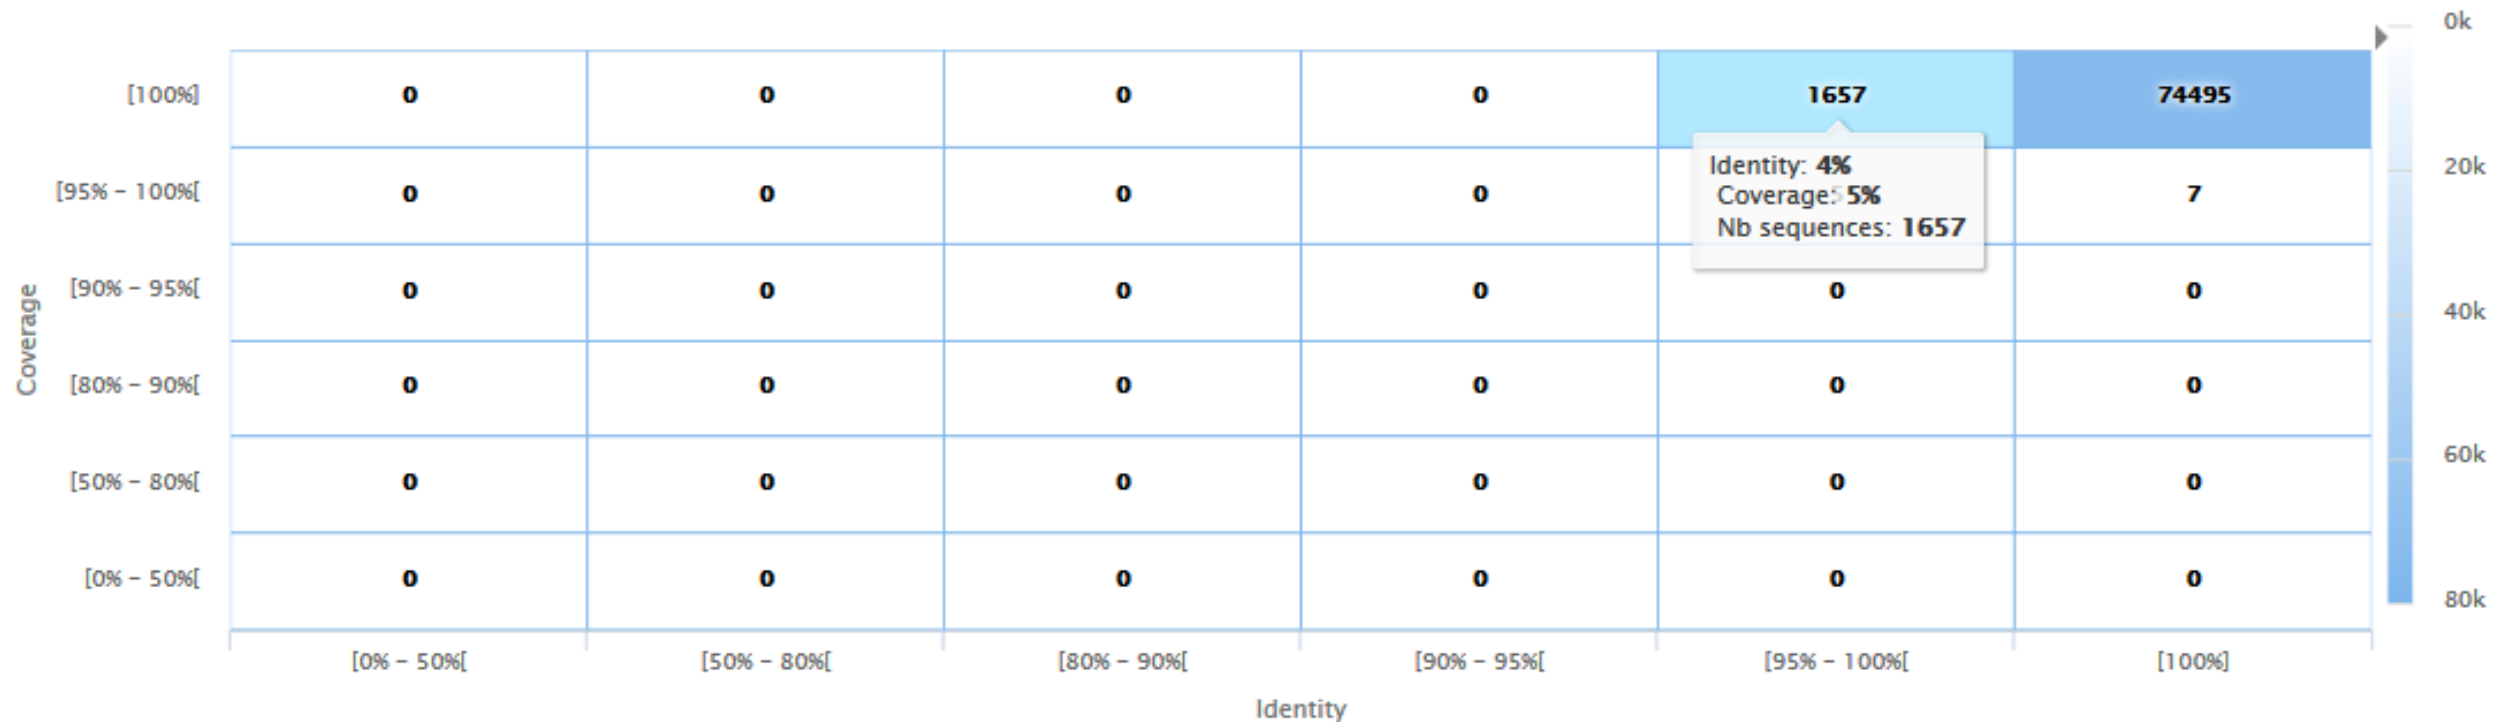 0k
[100%] 0 0 0 0 1657 74495
Identity: 4%
20k
[95% – 100%[ 0 0 0 0 7
Coverage: 5%
Nb sequences: 1657
[90% – 95%[ 0 0 0 0 0 0
40k
Coverage
[80% – 90%[ 0 0 0 0 0 0
60k
[50% – 80%[ 0 0 0 0 0 0
[0% – 50%[ 0 0 0 0 0 0
80k
[0% – 50%[ [50% – 80%[ [80% – 90%[ [90% – 95%[ [95% – 100%[ [100%]
Identity